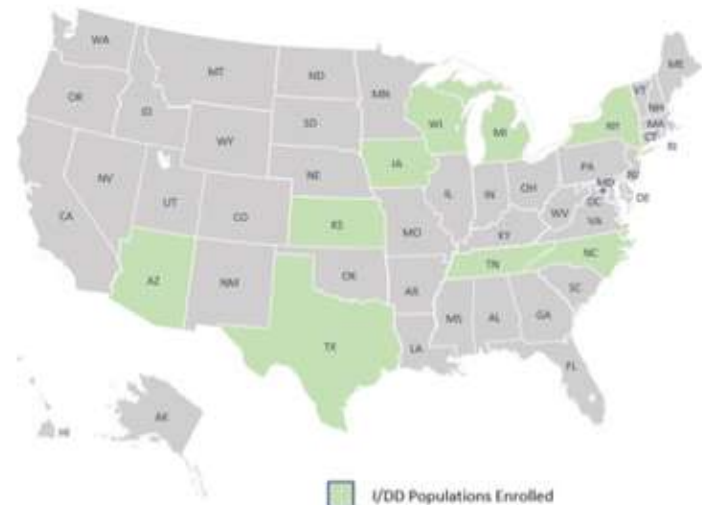 WA
MT
ND
MN
ME
OR
ID
SD
WI
MI
VT
NH
NY
MA
CT
RI
WY
IA
NE
PA
NJ
NV
UT
CO
IL
IN
OH
MD
DE
DC
WV
VA
CA
KS
MO
KY
AZ
NM
OK
TN
NC
AR
SC
MS
AL
GA
TX
LA
FL
AK
HI
I/DD Populations Enrolled